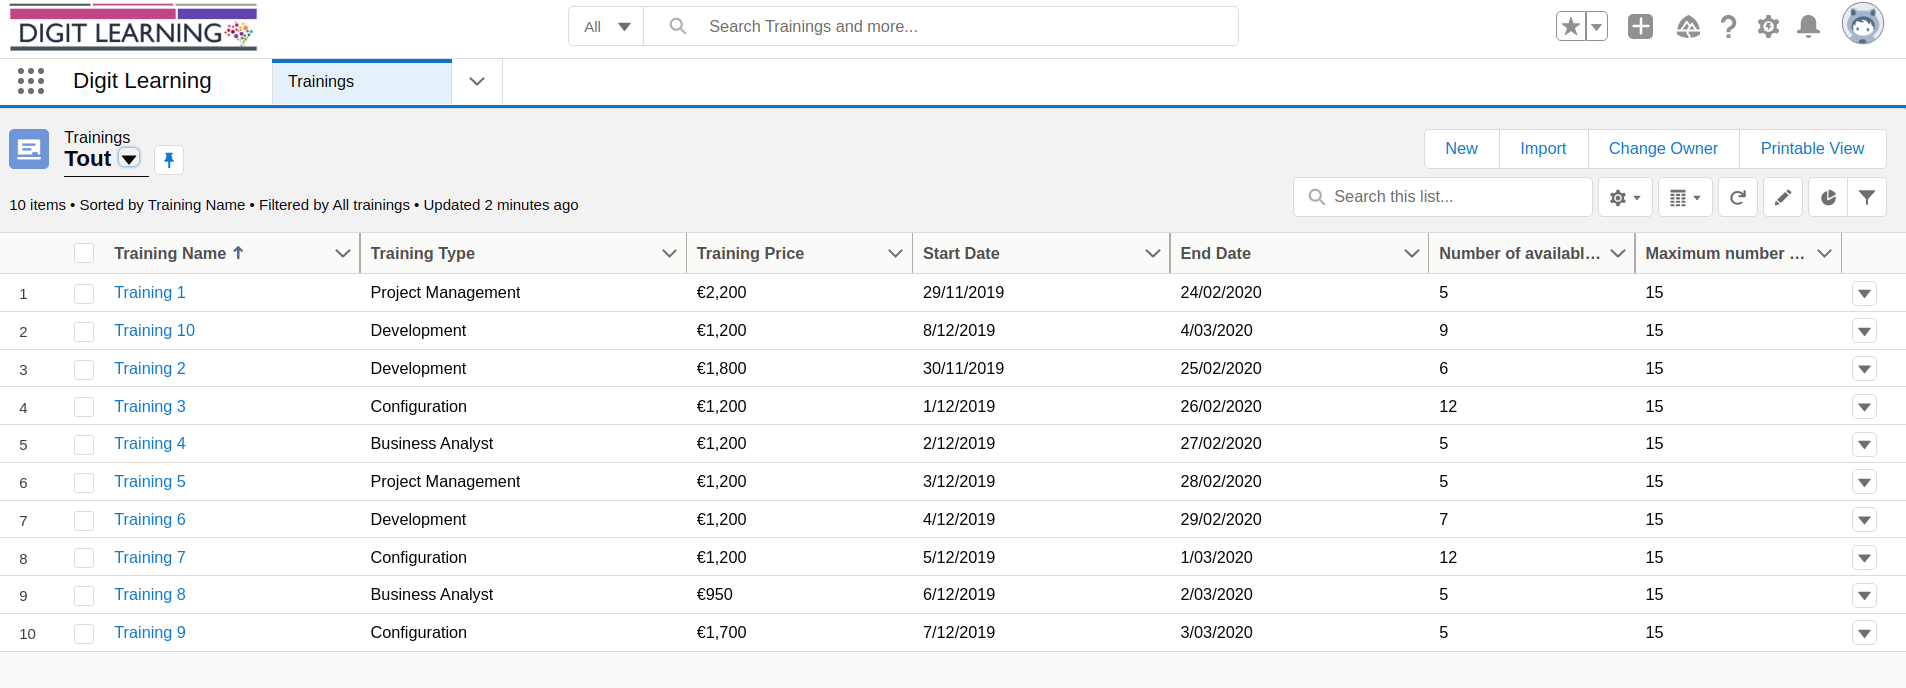 DIGIT LEARNING
All Search Trainings and more...
Digit Learning Trainings
Trainings
Tout
New Import Change Owner Printable View
10 items • Sorted by Training Name • Filtered by All trainings • Updated 2 minutes ago
Search this list...
Training Name Training Type Training Price Start Date End Date Number of availabl... Maximum number ...
1 Training 1 Project Management €2,200 29/11/2019 24/02/2020 5 15
2 Training 10 Development €1,200 8/12/2019 4/03/2020 9 15
3 Training 2 Development €1,800 30/11/2019 25/02/2020 6 15
4 Training 3 Configuration €1,200 1/12/2019 26/02/2020 12 15
5 Training 4 Business Analyst €1,200 2/12/2019 27/02/2020 5 15
6 Training 5 Project Management €1,200 3/12/2019 28/02/2020 5 15
7 Training 6 Development €1,200 4/12/2019 29/02/2020 7 15
8 Training 7 Configuration €1,200 5/12/2019 1/03/2020 12 15
9 Training 8 Business Analyst €950 6/12/2019 2/03/2020 5 15
10 Training 9 Configuration €1,700 7/12/2019 3/03/2020 5 15